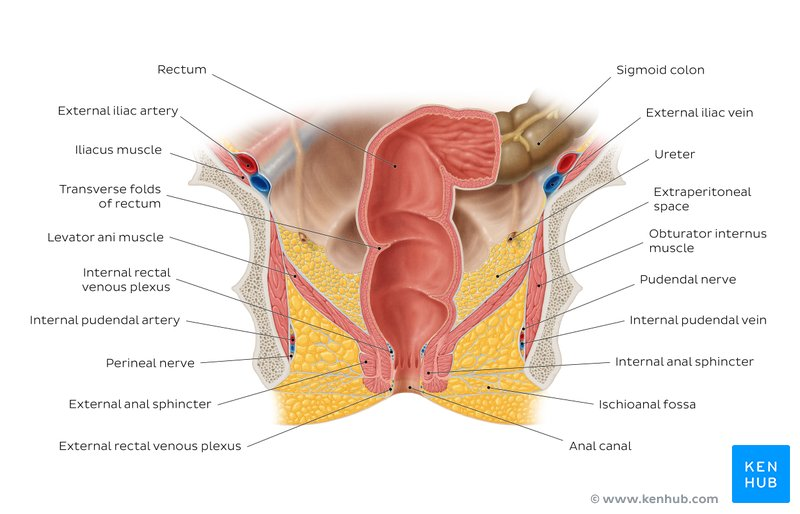 Rectum
External iliac artery
Iliacus muscle
Transverse folds
of rectum
Levator ani muscle
Internal rectal
venous plexus
Internal pudendal artery
Perineal nerve
External anal sphincter
External rectal venous plexus
Sigmoid colon
External iliac vein
Ureter
Extraperitoneal
space
Obturator internus
muscle
Pudendal nerve
Internal pudendal vein
Internal anal sphincter
Ischioanal fossa
Anal canal
KEN
HUB
© www.kenhub.com